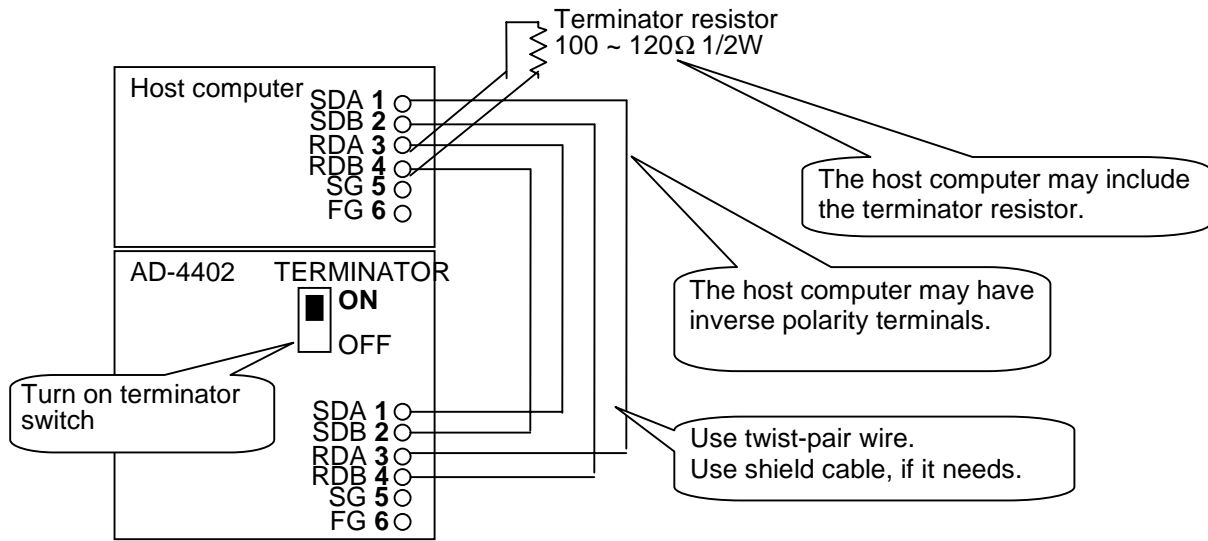 Terminator resistor
100 ~ 120Ω 1/2W
Host computer
SDA 1
SDB 2
RDA 3
RDB 4
SG 5
FG 6
The host computer may include
the terminator resistor.
The host computer may have
inverse polarity terminals.
AD-4402 TERMINATOR
ON
OFF
Turn on terminator
switch
SDA 1
SDB 2
RDA 3
RDB 4
SG 5
FG 6
Use twist-pair wire.
Use shield cable, if it needs.